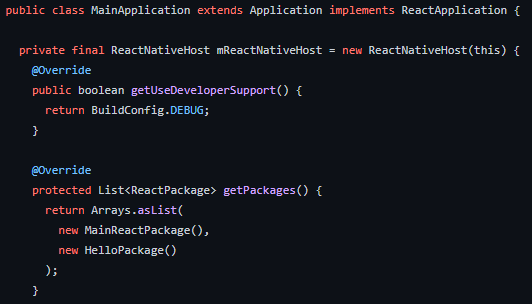 public class MainApplication extends Application implements ReactApplication {
private final ReactNativeHost mReactNativeHost = new ReactNativeHost(this) {
@Override
public boolean getUseDeveloperSupport() {
return BuildConfig.DEBUG;
}
@Override
protected List<ReactPackage> getPackages() {
return Arrays.asList(
new MainReactPackage(),
new HelloPackage()
);
}